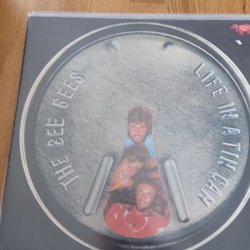 THE BEE GEES
LIFE IN A TIN CAN